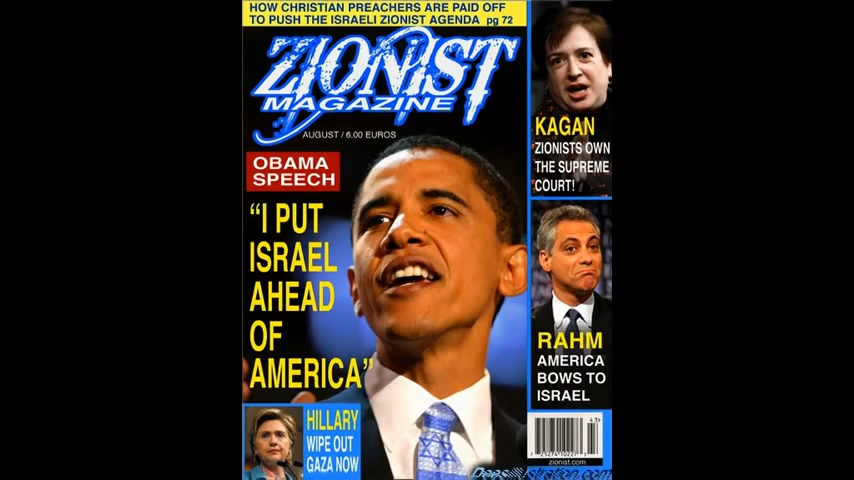 HOW CHRISTIAN PREACHERS ARE PAID OFF
TO PUSH THE ISRAELI ZIONIST AGENDA pg 72
ZIONIST
MAGAZINE
AUGUST / 6.00 EUROS
OBAMA
SPEECH
“I PUT
ISRAEL
AHEAD
OF
AMERICA”
HILLARY
WIPE OUT
GAZA NOW
KAGAN
ZIONISTS OWN
THE SUPREME
COURT!
RAHM
AMERICA
BOWS TO
ISRAEL
zionist.com